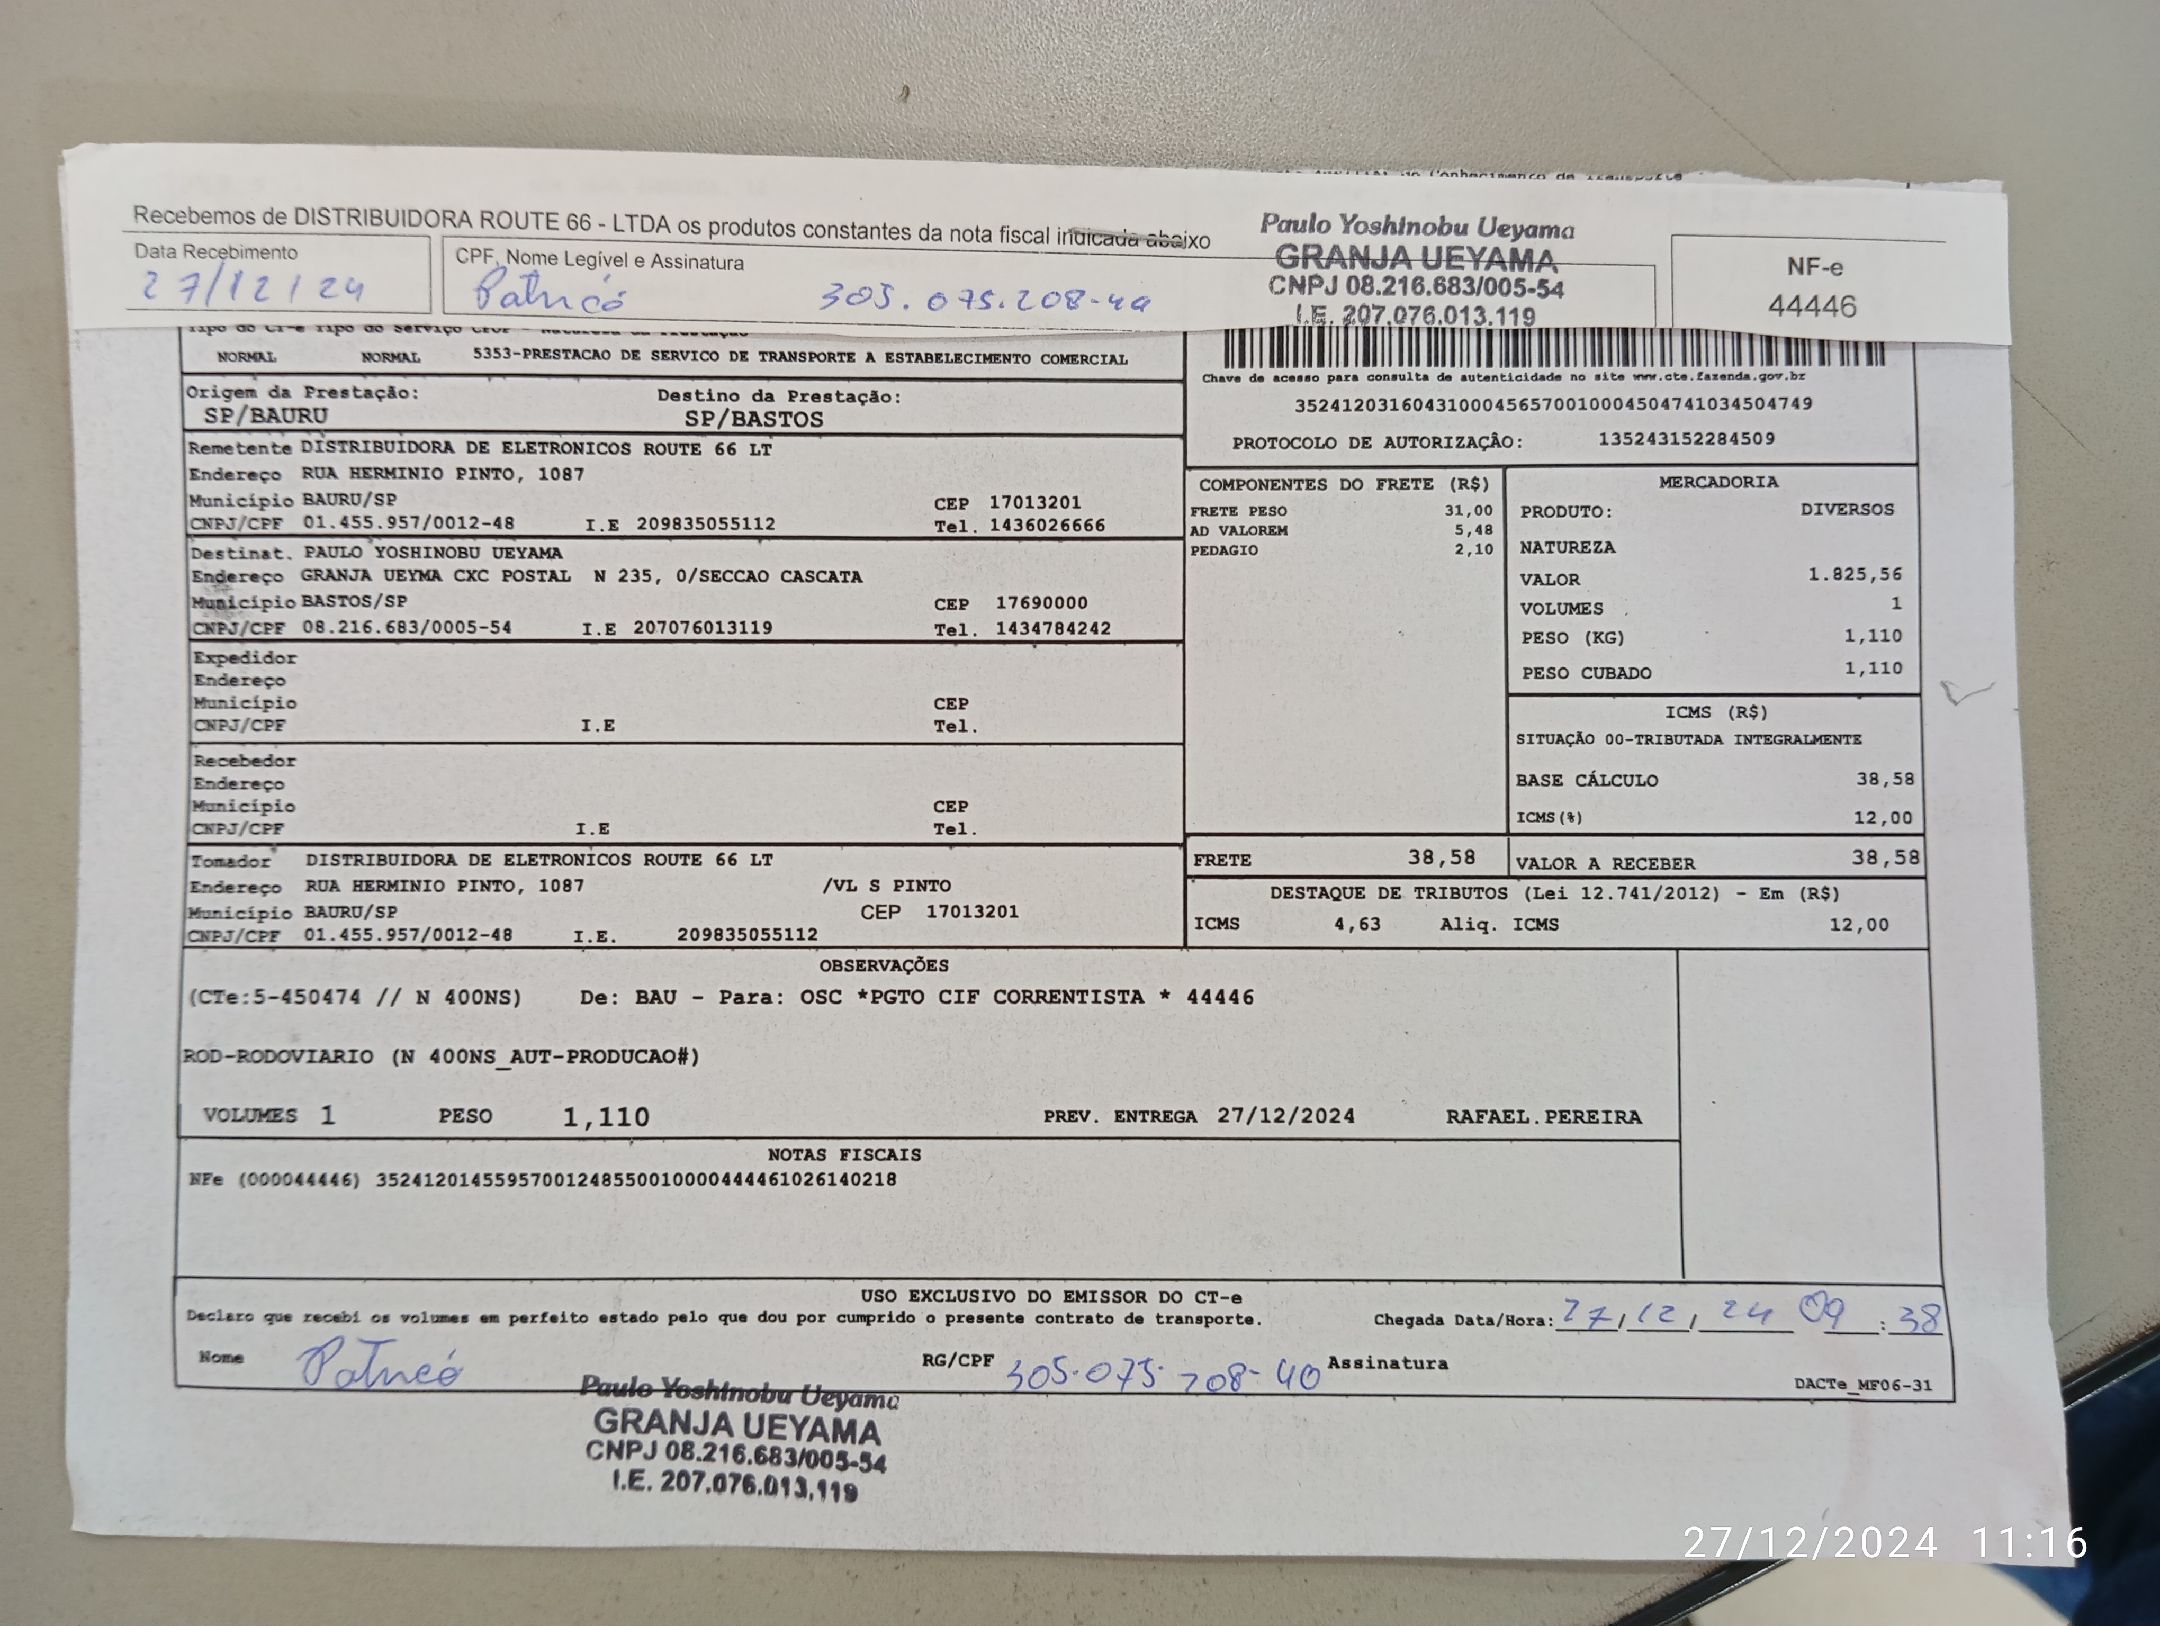 Recebemos de DISTRIBUIDORA ROUTE 66 - LTDA os produtos constantes da nota fiscal indicada abaixo
Data Recebimento
27/12/24
CPF, Nome Legível e Assinatura
305.075.208-40
Paulo Yoshinobu Ueyama
GRANJA UEYAMA
CNPJ 08.216.683/005-54
I.E. 207.076.013.119
NF-e
44446
NORMAL NORMAL 5353-PRESTACAO DE SERVICO DE TRANSPORTE A ESTABELECIMENTO COMERCIAL
Origem da Prestação: Destino da Prestação:
SP/BAURU SP/BASTOS
Remetente DISTRIBUIDORA DE ELETRONICOS ROUTE 66 LT
Endereço RUA HERMINIO PINTO, 1087
Município BAURU/SP CEP 17013201
CNPJ/CPF 01.455.957/0012-48 I.E 209835055112 Tel. 1436026666
Destinat. PAULO YOSHINOBU UEYAMA
Endereço GRANJA UEYMA CXC POSTAL N 235, 0/SECCAO CASCATA
Município BASTOS/SP CEP 17690000
CNPJ/CPF 08.216.683/0005-54 I.E 207076013119 Tel. 1434784242
Expedidor
Endereço
Município CEP
CNPJ/CPF I.E Tel.
Recebedor
Endereço
Município CEP
CNPJ/CPF I.E Tel.
Tomador DISTRIBUIDORA DE ELETRONICOS ROUTE 66 LT
Endereço RUA HERMINIO PINTO, 1087 /VL S PINTO
Município BAURU/SP CEP 17013201
CNPJ/CPF 01.455.957/0012-48 I.E. 209835055112
Chave de acesso para consulta de autenticidade no site www.cte.fazenda.gov.br
35241203160431000456570010004504741034504749
PROTOCOLO DE AUTORIZAÇÂO: 135243152284509
COMPONENTES DO FRETE (R$)
FRETE PESO 31,00
AD VALOREM 5,48
PEDAGIO 2,10
MERCADORIA
PRODUTO: DIVERSOS
NATUREZA
VALOR 1.825,56
VOLUMES 1
PESO (KG) 1,110
PESO CUBADO 1,110
ICMS (R$)
SITUAÇÃO 00-TRIBUTADA INTEGRALMENTE
BASE CÁLCULO 38,58
ICMS(%) 12,00
FRETE 38,58 VALOR A RECEBER 38,58
DESTAQUE DE TRIBUTOS (Lei 12.741/2012) - Em (R$)
ICMS 4,63 Aliq. ICMS 12,00
OBSERVAÇÕES
(CTe:5-450474 // N 400NS) De: BAU - Para: OSC *PGTO CIF CORRENTISTA * 44446
ROD-RODOVIARIO (N 400NS_AUT-PRODUCAO#)
VOLUMES 1 PESO 1,110 PREV. ENTREGA 27/12/2024 RAFAEL.PEREIRA
NOTAS FISCAIS
NFe (000044446) 35241201455957001248550010000444461026140218
USO EXCLUSIVO DO EMISSOR DO CT-e
Declaro que recebi os volumes em perfeito estado pelo que dou por cumprido o presente contrato de transporte. Chegada Data/Hora: 27/12/24 09:38
Nome RG/CPF 305.075.208-40 Assinatura
DACTe_MF06-31
Paulo Yoshinobu Ueyama
GRANJA UEYAMA
CNPJ 08.216.683/005-54
I.E. 207.076.013.119
27/12/2024 11:16